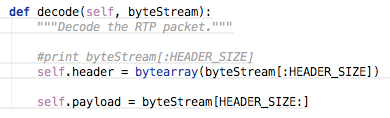 def decode(self, byteStream):
    """Decode the RTP packet."""
    #print byteStream[:HEADER_SIZE]
    self.header = bytearray(byteStream[:HEADER_SIZE])
    self.payload = byteStream[HEADER_SIZE:]